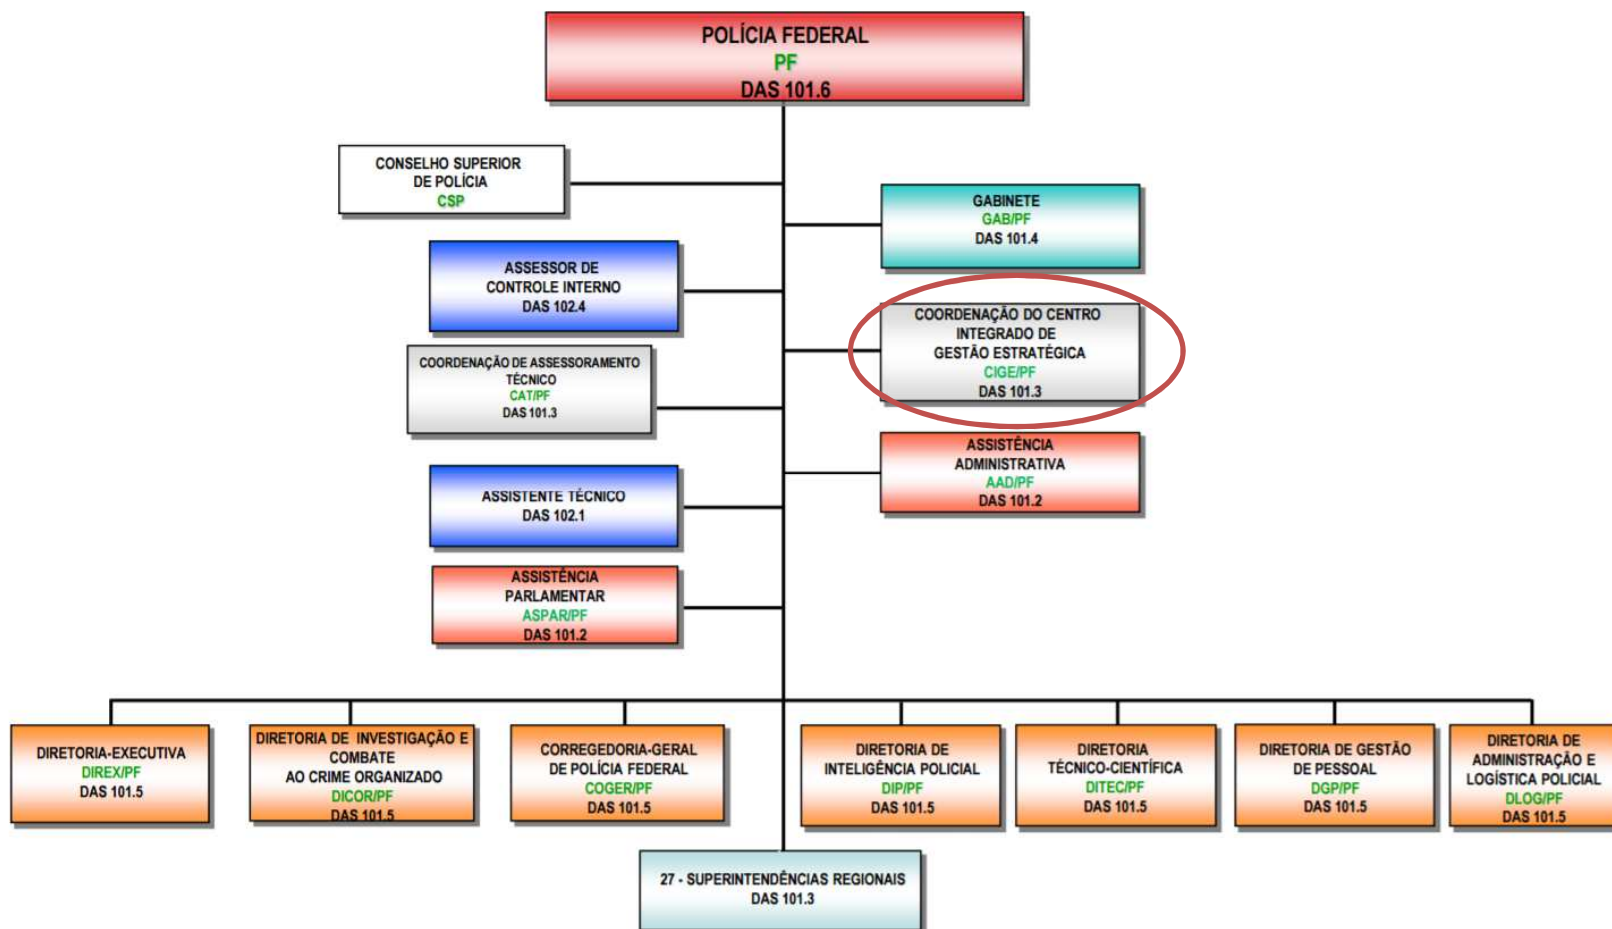 POLÍCIA FEDERAL
PF
DAS 101.6
CONSELHO SUPERIOR
DE POLÍCIA
CSP
GABINETE
GAB/PF
DAS 101.4
ASSESSOR DE
CONTROLE INTERNO
DAS 102.4
COORDENAÇÃO DO CENTRO
INTEGRADO DE
GESTÃO ESTRATÉGICA
CIGE/PF
DAS 101.3
COORDENAÇÃO DE ASSESSORAMENTO
TÉCNICO
CAT/PF
DAS 101.3
ASSISTÊNCIA
ADMINISTRATIVA
AAD/PF
DAS 101.2
ASSISTENTE TÉCNICO
DAS 102.1
ASSISTÊNCIA
PARLAMENTAR
ASPAR/PF
DAS 101.2
DIRETORIA-EXECUTIVA
DIREX/PF
DAS 101.5
DIRETORIA DE INVESTIGAÇÃO E
COMBATE
AO CRIME ORGANIZADO
DICOR/PF
DAS 101.5
CORREGEDORIA-GERAL
DE POLÍCIA FEDERAL
COGER/PF
DAS 101.5
DIRETORIA DE
INTELIGÊNCIA POLICIAL
DIP/PF
DAS 101.5
DIRETORIA
TÉCNICO-CIENTÍFICA
DITEC/PF
DAS 101.5
DIRETORIA DE GESTÃO
DE PESSOAL
DGP/PF
DAS 101.5
DIRETORIA DE
ADMINISTRAÇÃO E
LOGÍSTICA POLICIAL
DLOG/PF
DAS 101.5
27 - SUPERINTENDÊNCIAS REGIONAIS
DAS 101.3